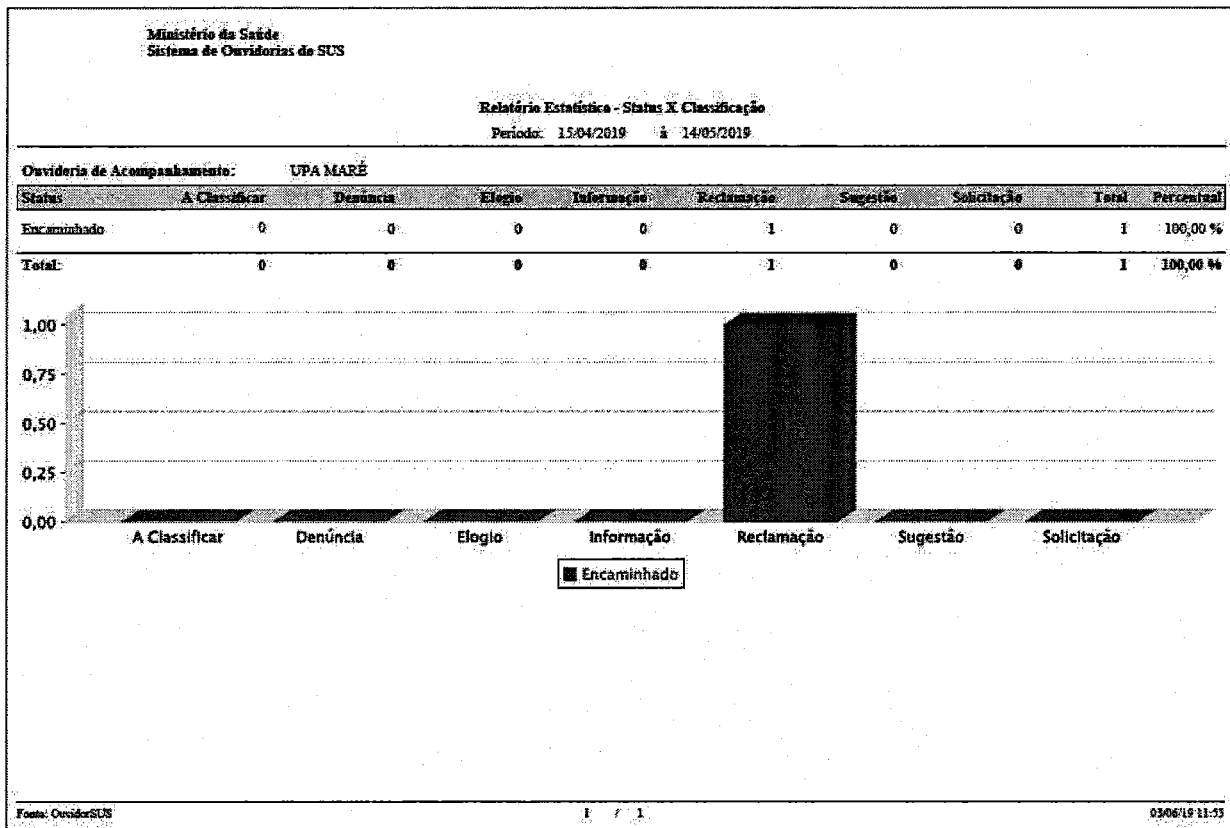 Ministério da Saúde
Sistema de Ouvidorias do SUS
Relatório Estatística - Status X Classificação
Período: 15/04/2019 à 14/05/2019
Ouvidoria de Acompanhamento: UPA MARÉ
Status A Classificar Denúncia Elogio Informação Reclamação Sugestão Solicitação Total Percentual
Encaminhado 0 0 0 0 1 0 0 1 100,00 %
Total: 0 0 0 0 1 0 0 1 100,00 %
1,00
0,75
0,50
0,25
0,00
A Classificar Denúncia Elogio Informação Reclamação Sugestão Solicitação
Encaminhado
Fonte: OuvidorSUS 1 / 1 03/06/19 11:53